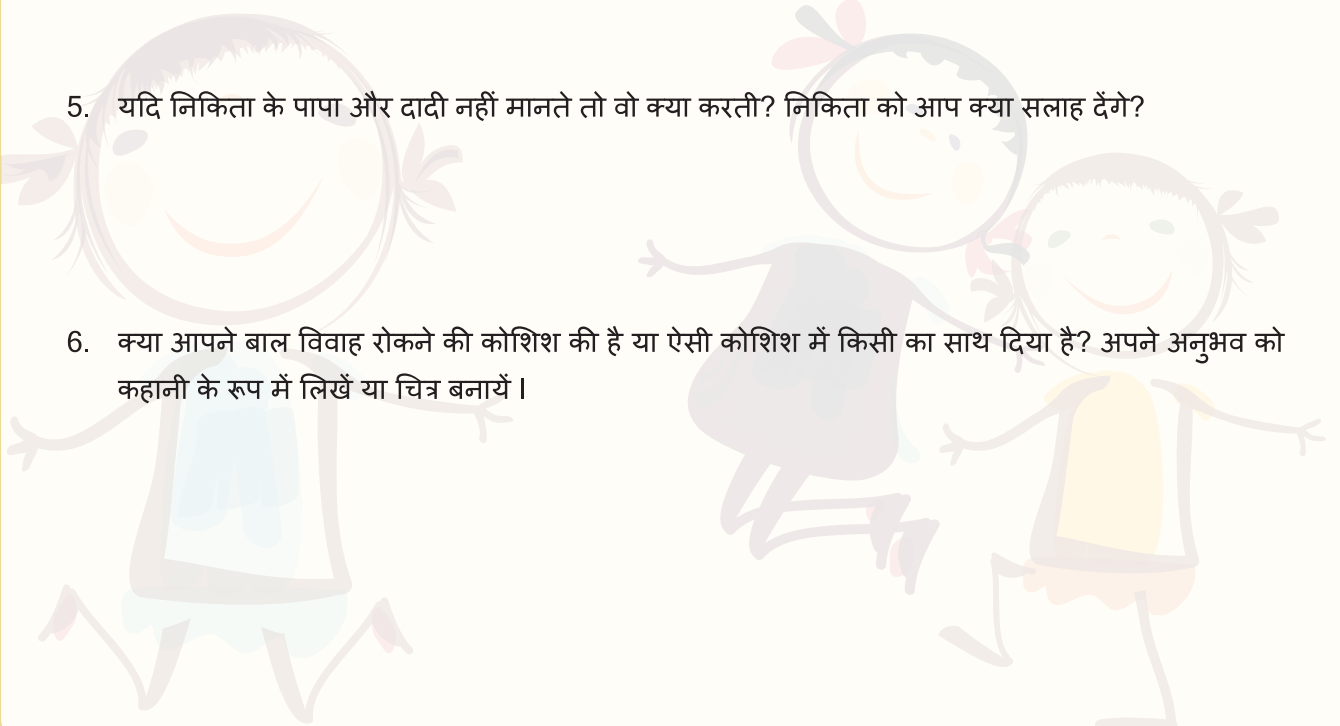 5. यदि निकिता के पापा और दादी नहीं मानते तो वो क्या करती? निकिता को आप क्या सलाह देंगे?
6. क्या आपने बाल विवाह रोकने की कोशिश की है या ऐसी कोशिश में किसी का साथ दिया है? अपने अनुभव को
कहानी के रूप में लिखें या चित्र बनायें I